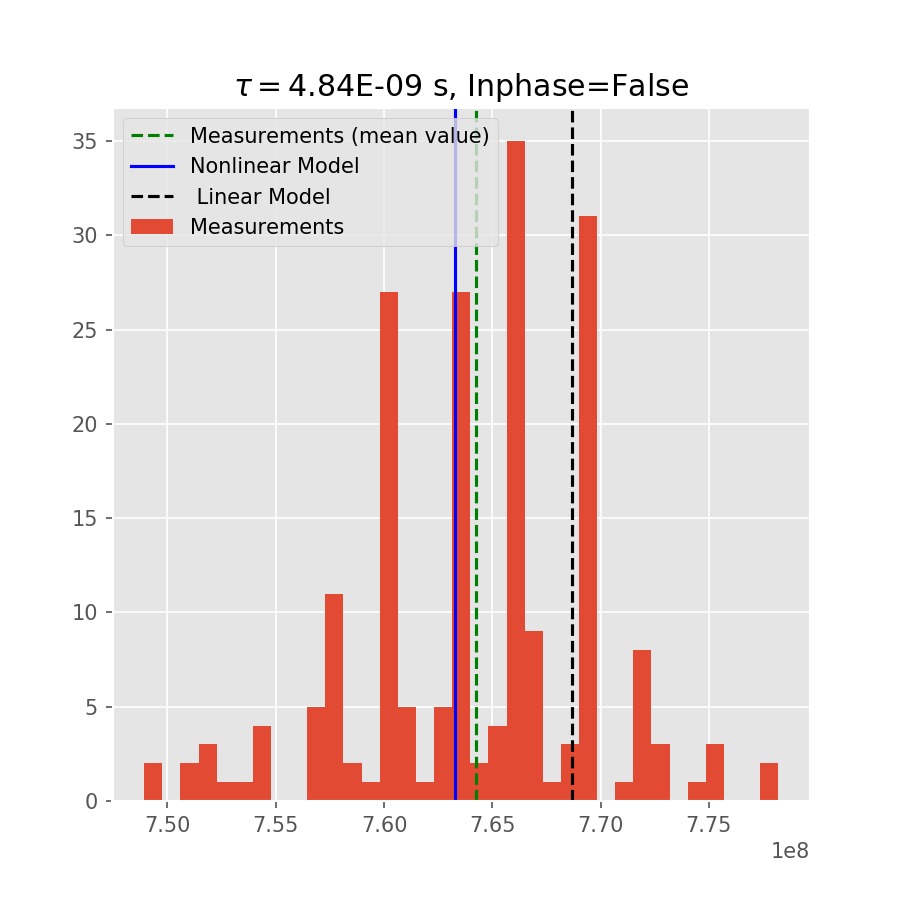 τ = 4.84E-09 s, Inphase=False
Measurements (mean value)
Nonlinear Model
Linear Model
Measurements
35
30
25
20
15
10
5
0
7.50 7.55 7.60 7.65 7.70 7.75
1e8